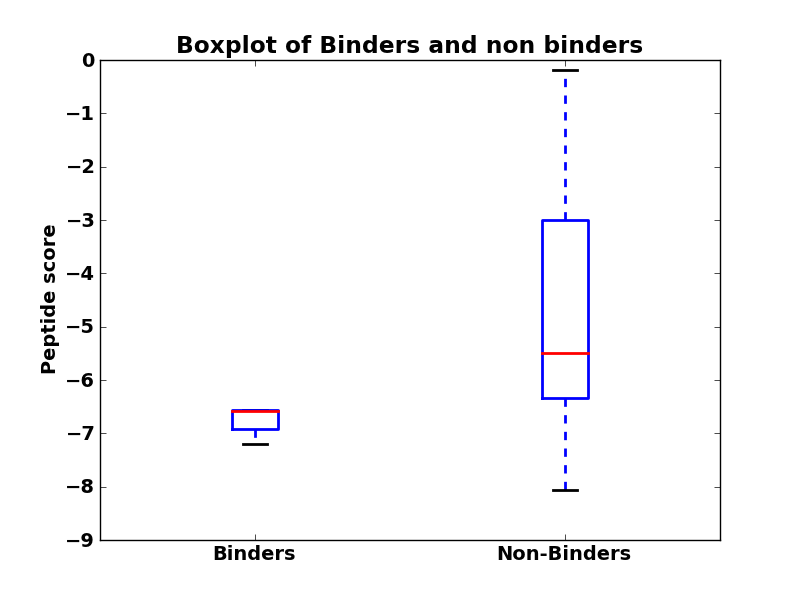 Boxplot of Binders and non binders
0
−1
−2
−3
−4
−5
−6
−7
−8
−9
Peptide score
Binders
Non-Binders